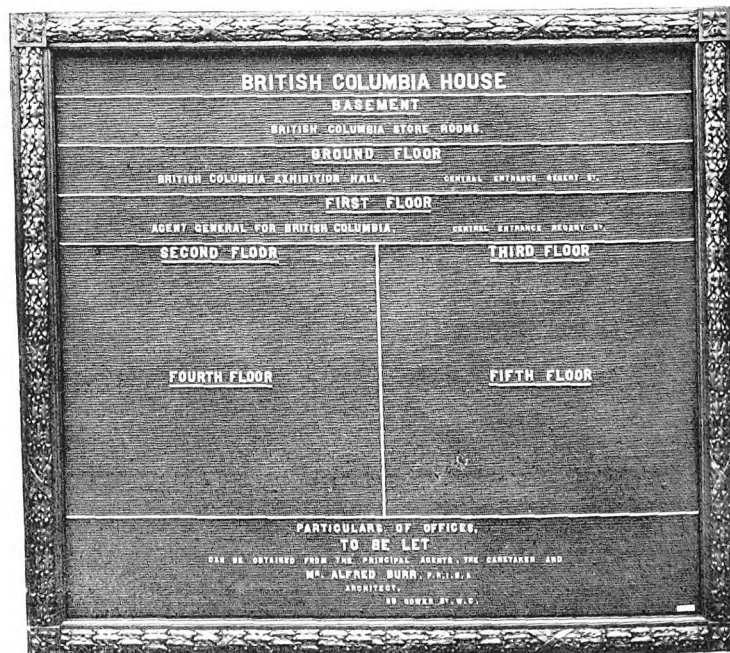 BRITISH COLUMBIA HOUSE
BASEMENT
BRITISH COLUMBIA STORE ROOMS.
GROUND FLOOR
BRITISH COLUMBIA EXHIBITION HALL. CENTRAL ENTRANCE REGENT ST.
FIRST FLOOR
AGENT GENERAL FOR BRITISH COLUMBIA. CENTRAL ENTRANCE REGENT ST.
SECOND FLOOR
THIRD FLOOR
FOURTH FLOOR
FIFTH FLOOR
PARTICULARS OF OFFICES,
TO BE LET
CAN BE OBTAINED FROM THE PRINCIPAL AGENTS, THE CARETAKER AND
MR. ALFRED BURR, F.R.I.B.A
ARCHITECT,
GOWER ST. W.C.